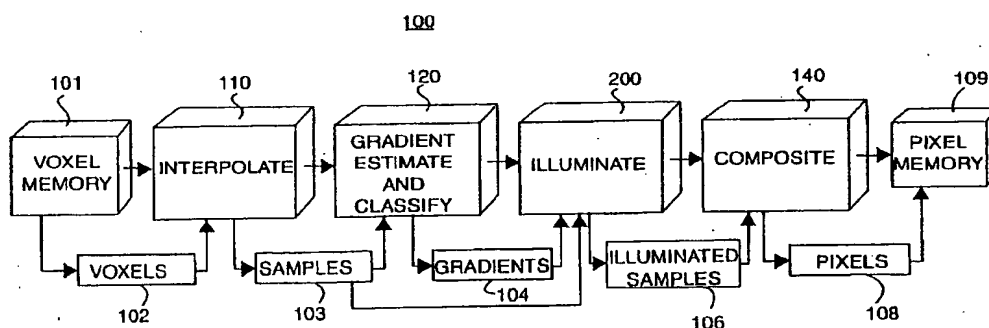 100
101
110
120
200
140
109
VOXEL
MEMORY
INTERPOLATE
GRADIENT
ESTIMATE
AND
CLASSIFY
ILLUMINATE
COMPOSITE
PIXEL
MEMORY
VOXELS
SAMPLES
GRADIENTS
ILLUMINATED
SAMPLES
PIXELS
102
103
104
106
108